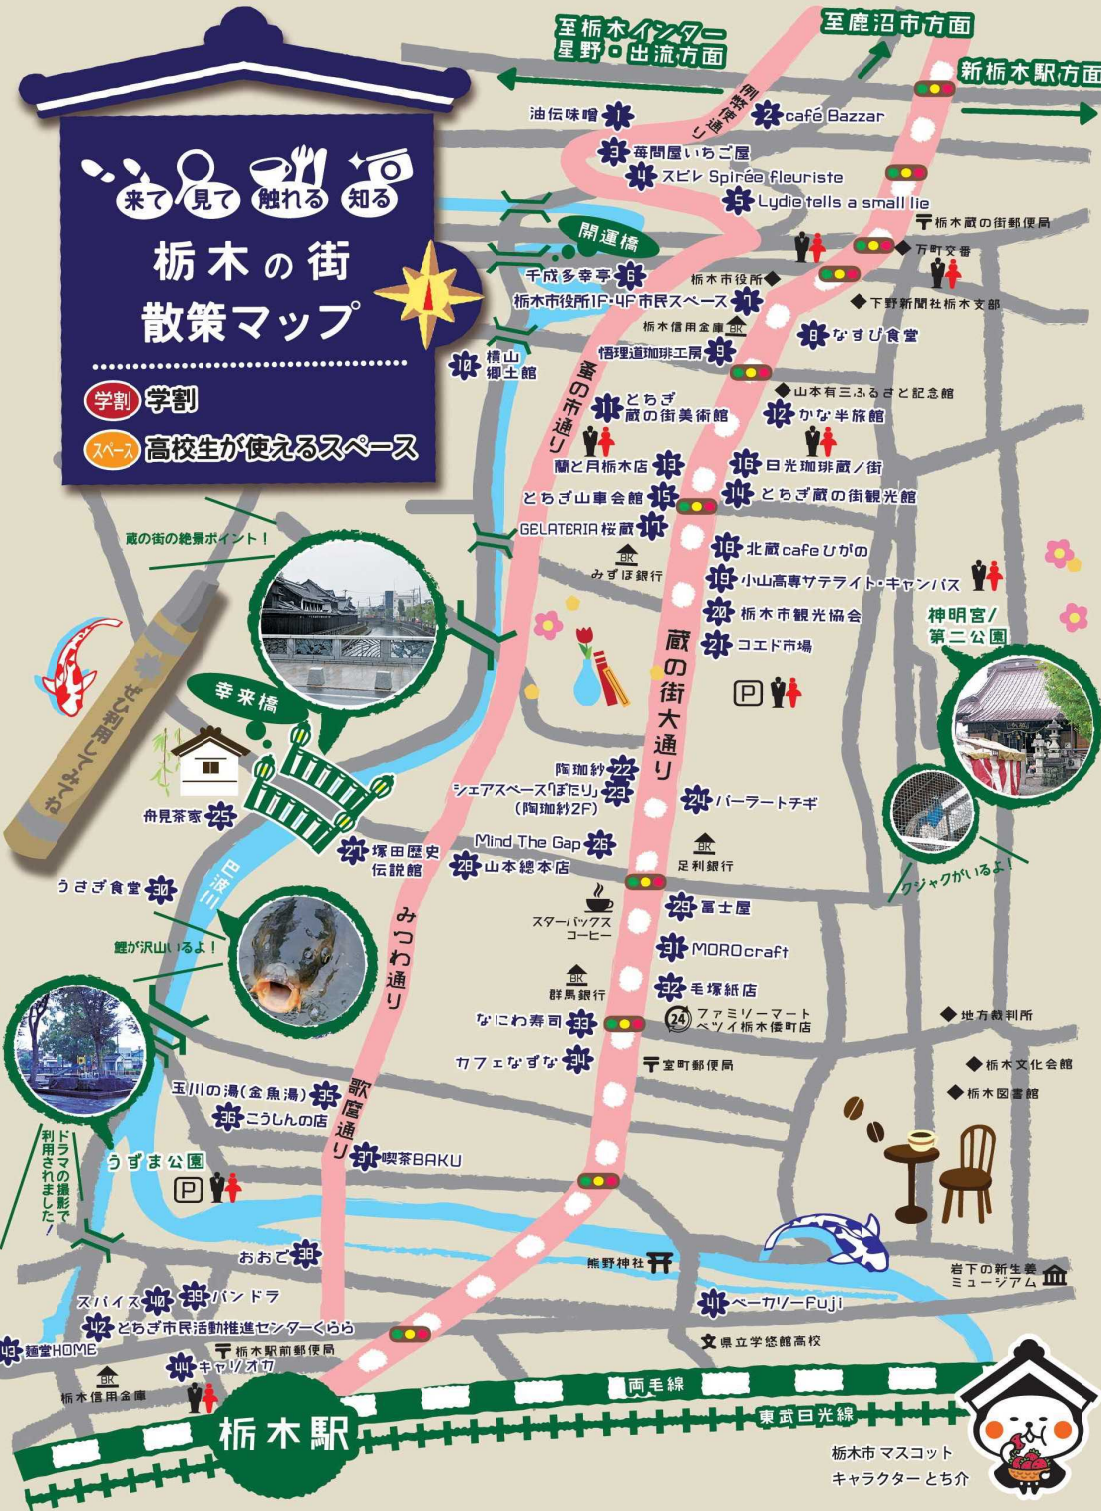 至栃木インター
星野・出流方面
至鹿沼市方面
新栃木駅方面
来て
見て
触れる
知る
栃木の街
散策マップ
学割 学割
スペース 高校生が使えるスペース
例幣使通り
1 油伝味噌
2 café Bazzar
3 苺問屋いちご屋
4 スピレ Spirée fleuriste
5 Lydie tells a small lie
栃木蔵の街郵便局
開運橋
万町交番
6 千成多幸亭
栃木市役所
7 栃木市役所1F・4F市民スペース
下野新聞社栃木支部
BK
栃木信用金庫
8 なすび食堂
9 悟理道珈琲工房
10 横山
郷土館
蚤の市通り
山本有三ふるさと記念館
11 とちぎ
蔵の街美術館
12 かな半旅館
13 蘭と月栃木店
16 日光珈琲蔵ノ街
15 とちぎ山車会館
14 とちぎ蔵の街観光館
17 GELATERIA 桜蔵
蔵の街の絶景ポイント!
18 北蔵cafeひがの
BK
みずほ銀行
19 小山高専サテライト・キャンパス
20 栃木市観光協会
21 コエド市場
神明宮/
第二公園
蔵の街大通り
P
ぜひ利用してみてね
幸来橋
22 陶珈紗
23 シェアスペース「ぽたり」
(陶珈紗2F)
24 パーラートチギ
25 舟見茶家
26 Mind The Gap
27 塚田歴史
伝説館
28 山本總本店
BK
足利銀行
クジャクがいるよ!
30 うさぎ食堂
巴波川
スターバックス
コーヒー
29 冨士屋
みつわ通り
鯉が沢山いるよ!
31 MORO craft
BK
群馬銀行
32 毛塚紙店
33 なにわ寿司
24 ファミリーマート
ベツイ栃木倭町店
地方裁判所
34 カフェなずな
室町郵便局
栃木文化会館
栃木図書館
35 玉川の湯(金魚湯)
36 こうしんの店
歌麿通り
37 喫茶BAKU
うずま公園
P
ドラマの撮影で
利用されました!
38 おおで
熊野神社
岩下の新生姜
ミュージアム
40 スパイス
39 パンドラ
41 ベーカリーFuji
42 とちぎ市民活動推進センターくらら
43 麺堂HOME
栃木駅前郵便局
文 県立学悠館高校
44 キャリオカ
BK
栃木信用金庫
両毛線
栃木駅
東武日光線
栃木市 マスコット
キャラクター とち介